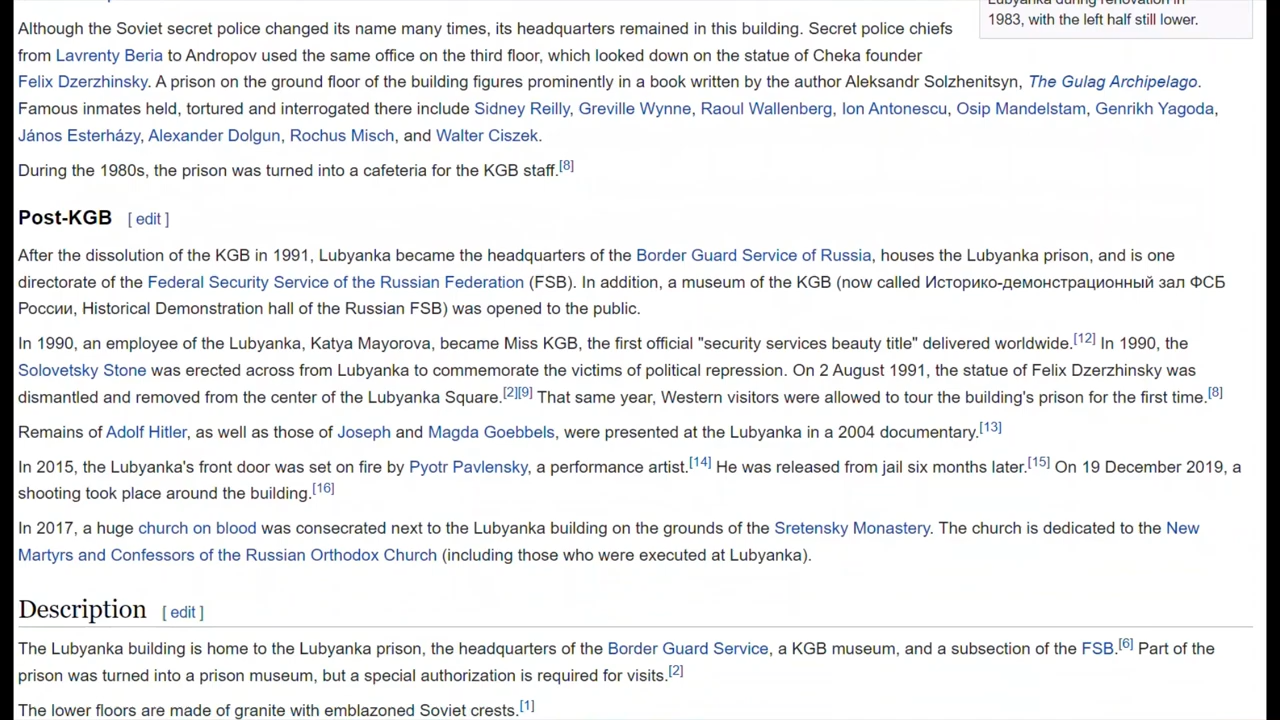 1983, with the left half still lower.
Although the Soviet secret police changed its name many times, its headquarters remained in this building. Secret police chiefs
from Lavrenty Beria to Andropov used the same office on the third floor, which looked down on the statue of Cheka founder
Felix Dzerzhinsky. A prison on the ground floor of the building figures prominently in a book written by the author Aleksandr Solzhenitsyn, The Gulag Archipelago.
Famous inmates held, tortured and interrogated there include Sidney Reilly, Greville Wynne, Raoul Wallenberg, Ion Antonescu, Osip Mandelstam, Genrikh Yagoda,
János Esterházy, Alexander Dolgun, Rochus Misch, and Walter Ciszek.
During the 1980s, the prison was turned into a cafeteria for the KGB staff.[8]
Post-KGB [ edit ]
After the dissolution of the KGB in 1991, Lubyanka became the headquarters of the Border Guard Service of Russia, houses the Lubyanka prison, and is one
directorate of the Federal Security Service of the Russian Federation (FSB). In addition, a museum of the KGB (now called Историко-демонстрационный зал ФСБ
России, Historical Demonstration hall of the Russian FSB) was opened to the public.
In 1990, an employee of the Lubyanka, Katya Mayorova, became Miss KGB, the first official "security services beauty title" delivered worldwide.[12] In 1990, the
Solovetsky Stone was erected across from Lubyanka to commemorate the victims of political repression. On 2 August 1991, the statue of Felix Dzerzhinsky was
dismantled and removed from the center of the Lubyanka Square.[2][9] That same year, Western visitors were allowed to tour the building's prison for the first time.[8]
Remains of Adolf Hitler, as well as those of Joseph and Magda Goebbels, were presented at the Lubyanka in a 2004 documentary.[13]
In 2015, the Lubyanka's front door was set on fire by Pyotr Pavlensky, a performance artist.[14] He was released from jail six months later.[15] On 19 December 2019, a
shooting took place around the building.[16]
In 2017, a huge church on blood was consecrated next to the Lubyanka building on the grounds of the Sretensky Monastery. The church is dedicated to the New
Martyrs and Confessors of the Russian Orthodox Church (including those who were executed at Lubyanka).
Description [ edit ]
The Lubyanka building is home to the Lubyanka prison, the headquarters of the Border Guard Service, a KGB museum, and a subsection of the FSB.[6] Part of the
prison was turned into a prison museum, but a special authorization is required for visits.[2]
The lower floors are made of granite with emblazoned Soviet crests.[1]